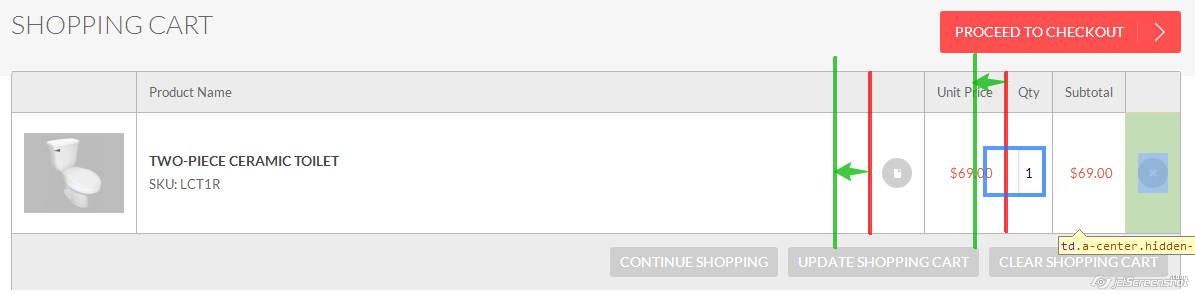 SHOPPING CART
PROCEED TO CHECKOUT
Product Name
Unit Price
Qty
Subtotal
TWO-PIECE CERAMIC TOILET
SKU: LCT1R
$69.00
1
$69.00
td.a-center.hidden-
CONTINUE SHOPPING
UPDATE SHOPPING CART
CLEAR SHOPPING CART
jetScreenshot